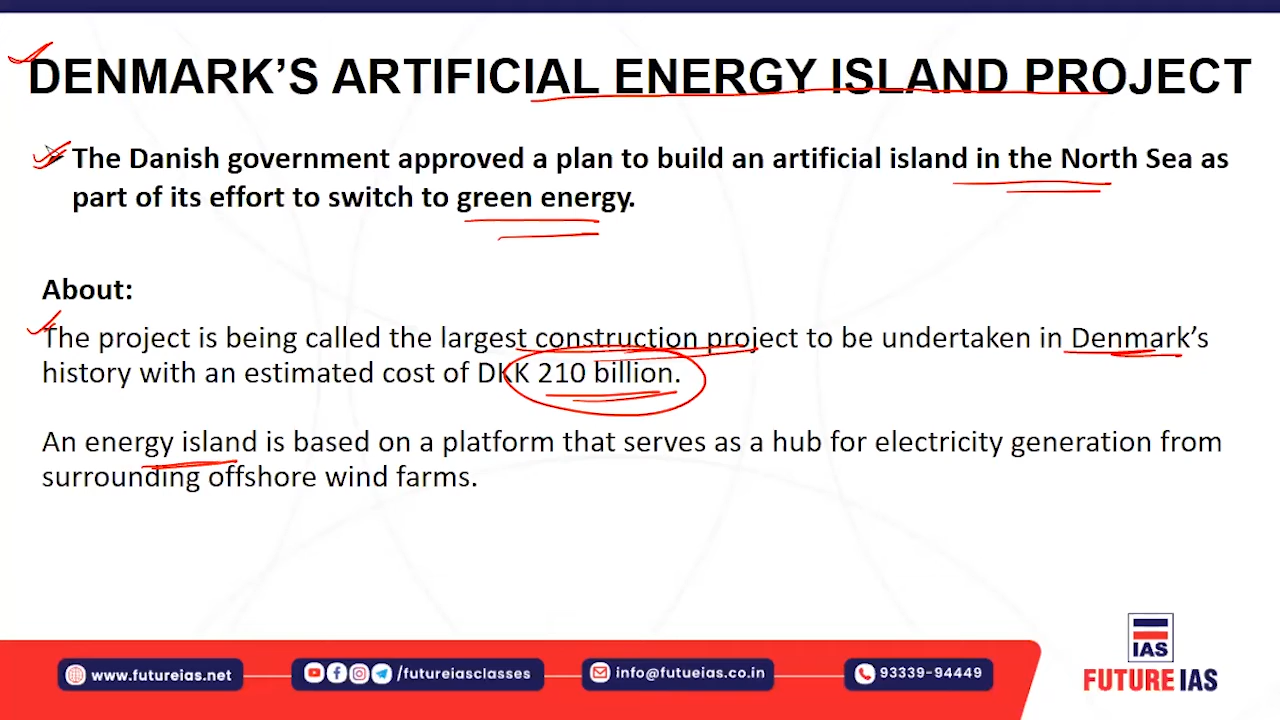 DENMARK’S ARTIFICIAL ENERGY ISLAND PROJECT
The Danish government approved a plan to build an artificial island in the North Sea as
part of its effort to switch to green energy.
About:
The project is being called the largest construction project to be undertaken in Denmark’s
history with an estimated cost of DKK 210 billion.
An energy island is based on a platform that serves as a hub for electricity generation from
surrounding offshore wind farms.
IAS
FUTURE IAS
www.futureias.net
/futureiasclasses
info@futueias.co.in
93339-94449